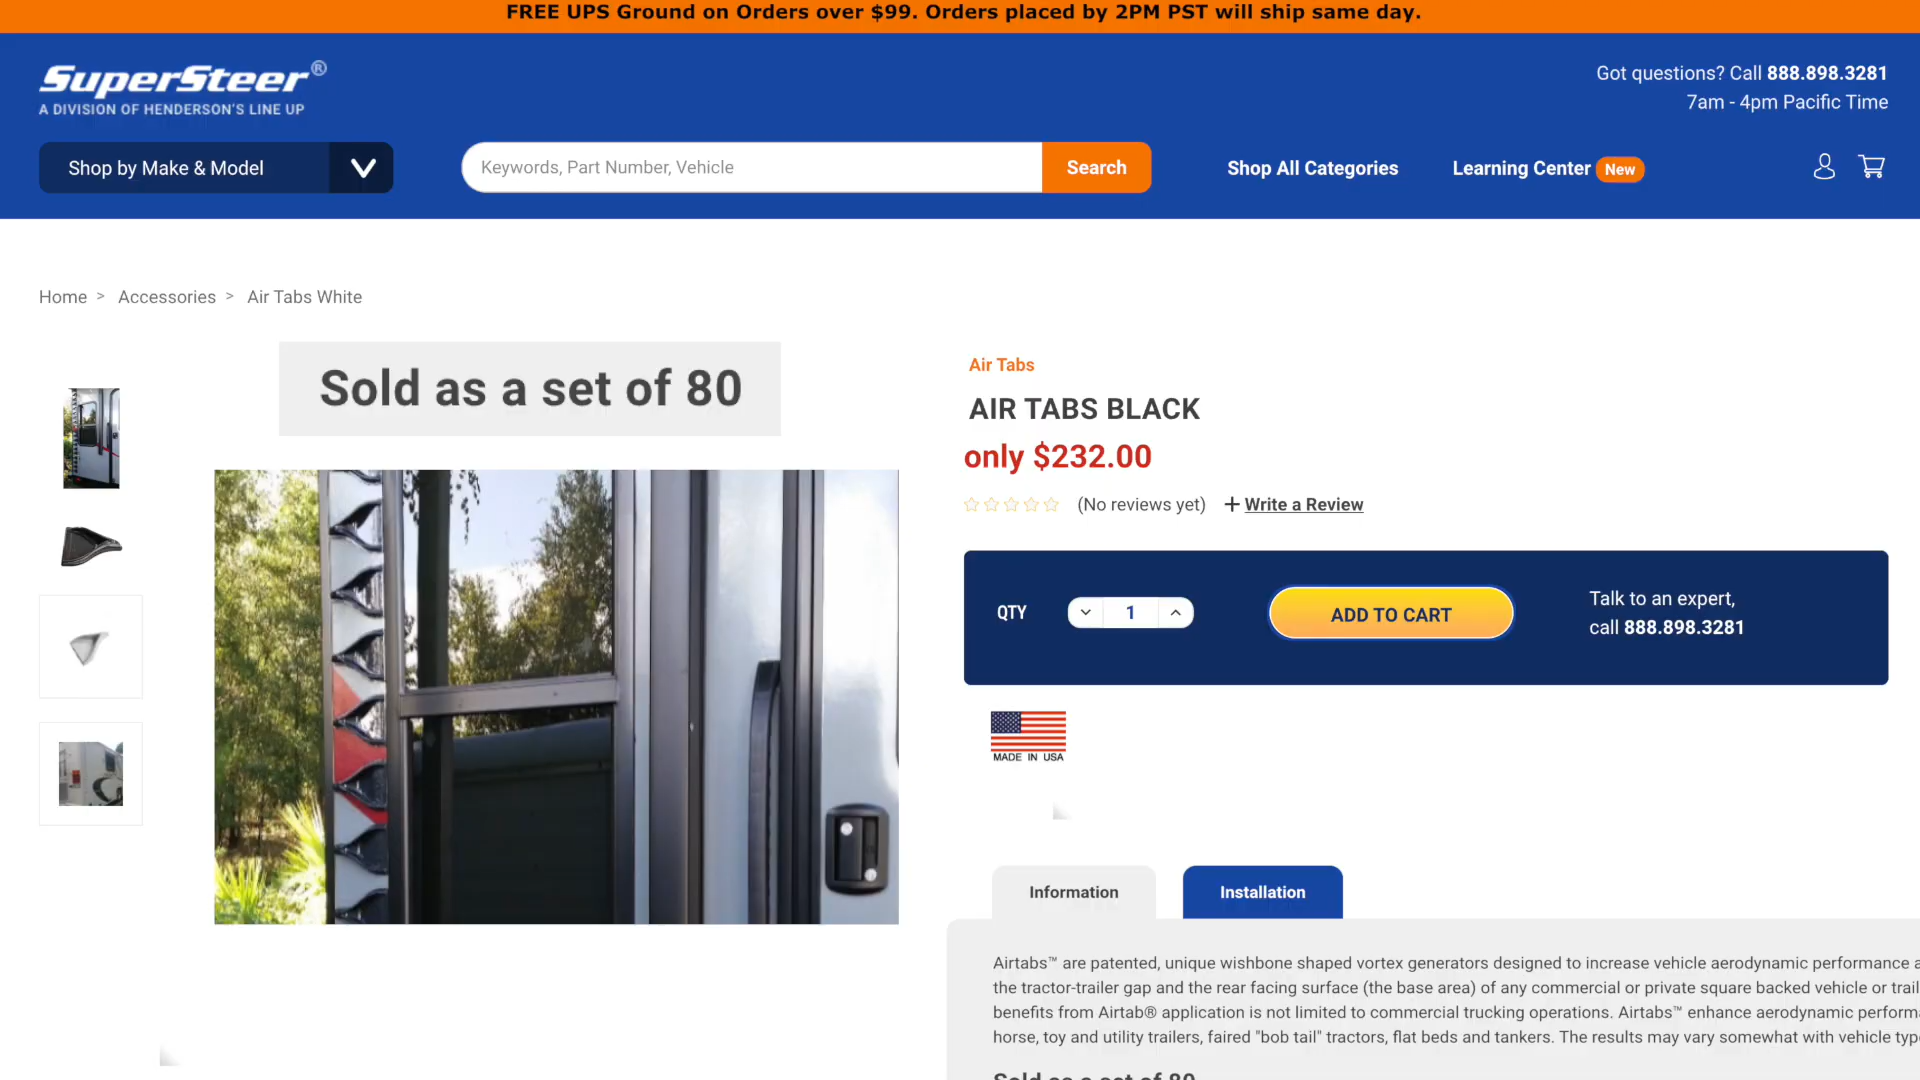 FREE UPS Ground on Orders over $99. Orders placed by 2PM PST will ship same day.
SuperSteer®
A DIVISION OF HENDERSON'S LINE UP
Got questions? Call 888.898.3281
7am - 4pm Pacific Time
Shop by Make & Model
Keywords, Part Number, Vehicle
Search
Shop All Categories
Learning Center New
Home > Accessories > Air Tabs White
Sold as a set of 80
Air Tabs
AIR TABS BLACK
only $232.00
(No reviews yet) + Write a Review
QTY
1
ADD TO CART
Talk to an expert,
call 888.898.3281
MADE IN USA
Information
Installation
Airtabs™ are patented, unique wishbone shaped vortex generators designed to increase vehicle aerodynamic performance a
the tractor-trailer gap and the rear facing surface (the base area) of any commercial or private square backed vehicle or trail
benefits from Airtab® application is not limited to commercial trucking operations. Airtabs™ enhance aerodynamic perform
horse, toy and utility trailers, faired "bob tail" tractors, flat beds and tankers. The results may vary somewhat with vehicle typ
Sold as a set of 80